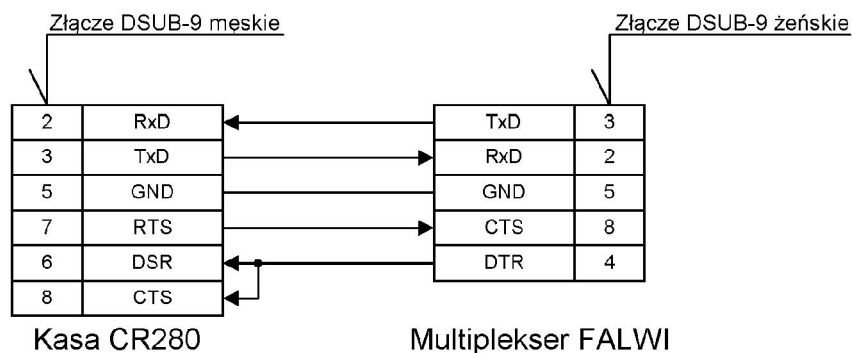 Złącze DSUB-9 męskie
Złącze DSUB-9 żeńskie
2 RxD TxD 3
3 TxD RxD 2
5 GND GND 5
7 RTS CTS 8
6 DSR DTR 4
8 CTS
Kasa CR280 Multiplekser FALWI